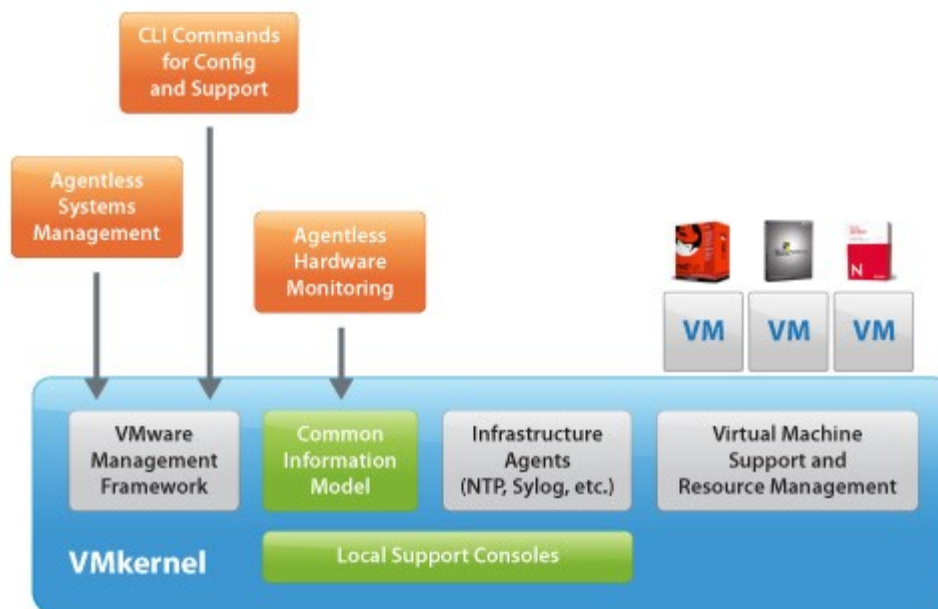 CLI Commands
for Config
and Support
Agentless
Systems
Management
Agentless
Hardware
Monitoring
N
VM
VM
VM
VMware
Management
Framework
Common
Information
Model
Infrastructure
Agents
(NTP, Sylog, etc.)
Virtual Machine
Support and
Resource Management
Local Support Consoles
VMkernel